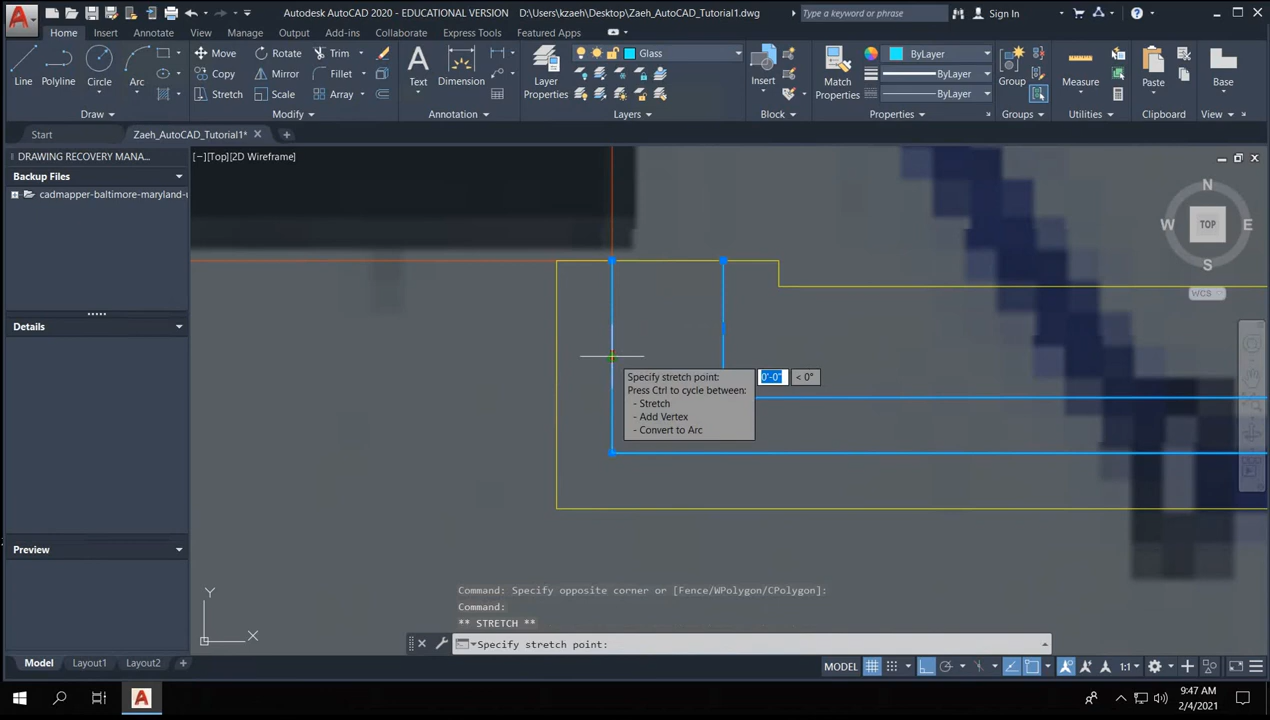 Autodesk AutoCAD 2020 - EDUCATIONAL VERSION D:\Users\kzaeh\Desktop\Zaeh_AutoCAD_Tutorial1.dwg Type a keyword or phrase Sign In
Home Insert Annotate Parametric View Manage Output Add-ins Collaborate Express Tools Featured Apps
Line Polyline Circle Arc
Move Rotate Trim
Copy Mirror Fillet
Stretch Scale Array
Text Dimension
Layer Properties
Glass
Insert
Match Properties
ByLayer
ByLayer
ByLayer
Group
Measure
Paste
Base
Draw Modify Annotation Layers Block Properties Groups Utilities Clipboard View
Start Zaeh_AutoCAD_Tutorial1*
DRAWING RECOVERY MANA...
[−][Top][2D Wireframe]
Backup Files
cadmapper-baltimore-maryland-u
N
W TOP E
S
WCS
Details
Specify stretch point: 0'-0" < 0°
Press Ctrl to cycle between:
- Stretch
- Add Vertex
- Convert to Arc
Preview
Y
X
Command: Specify opposite corner or [Fence/WPolygon/CPolygon]:
Command:
** STRETCH **
Specify stretch point:
Model Layout1 Layout2
MODEL 1:1
9:47 AM
2/4/2021